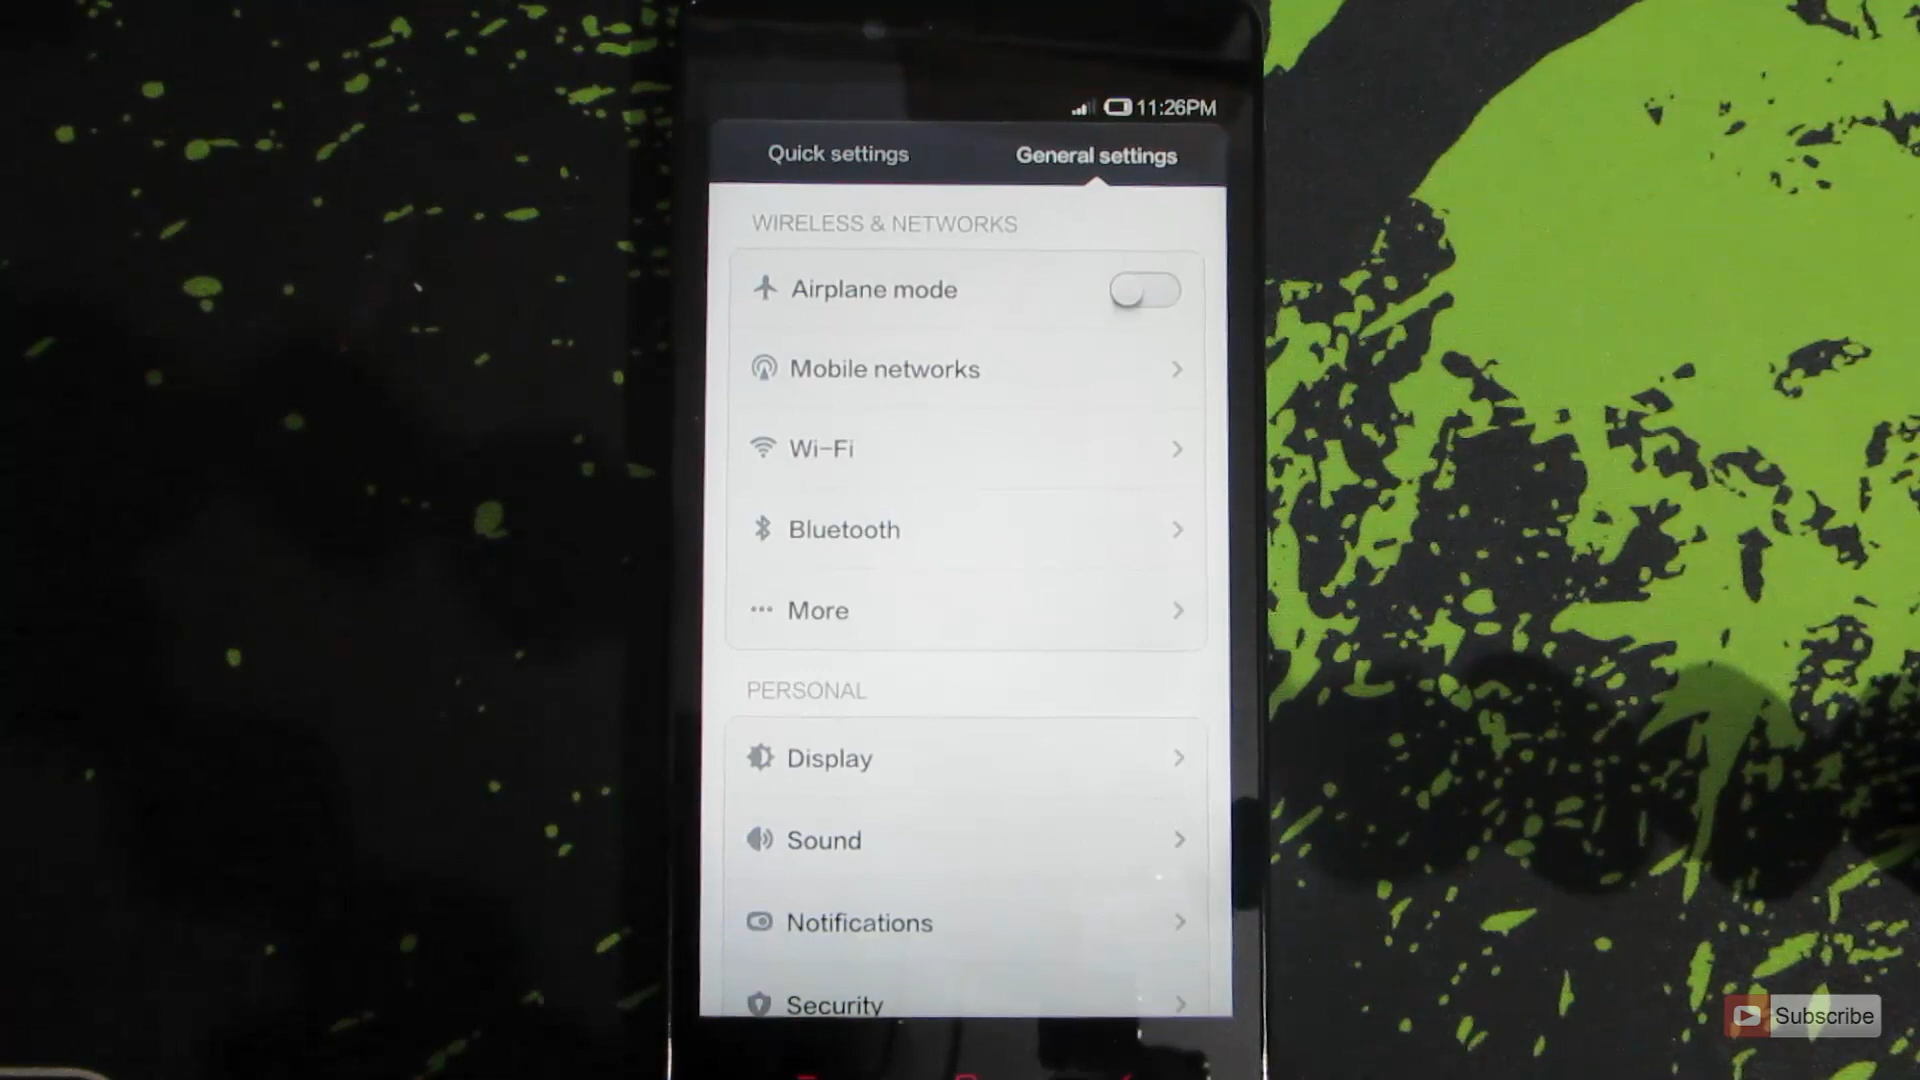 11:26PM
Quick settings
General settings
WIRELESS & NETWORKS
Airplane mode
Mobile networks
Wi-Fi
Bluetooth
More
PERSONAL
Display
Sound
Notifications
Security
Subscribe